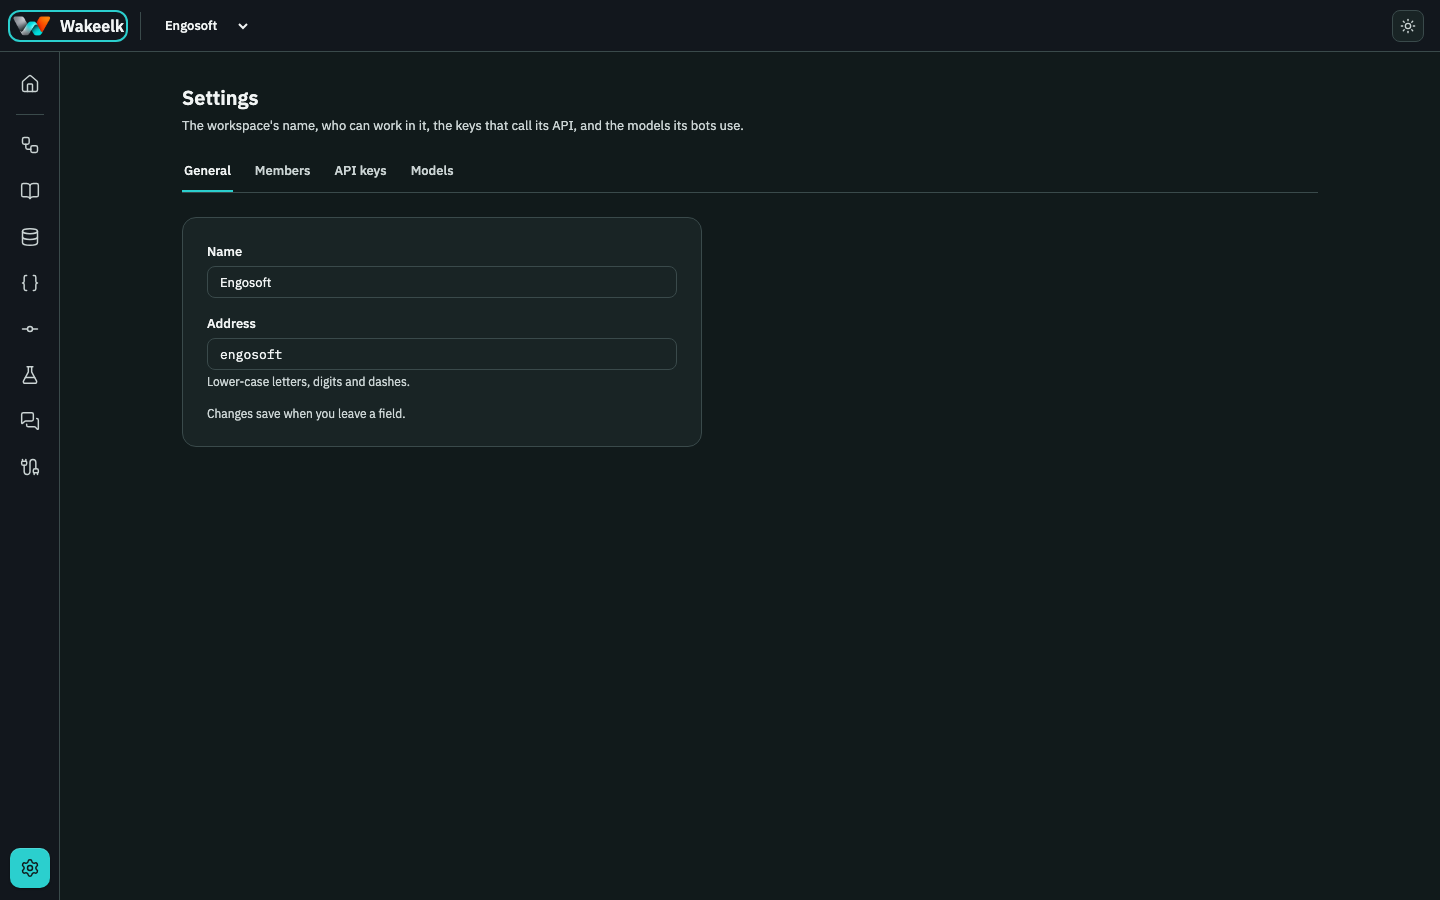 Wakeelk
Engosoft
Settings
The workspace's name, who can work in it, the keys that call its API, and the models its bots use.
General Members API keys Models
Name
Engosoft
Address
engosoft
Lower-case letters, digits and dashes.
Changes save when you leave a field.